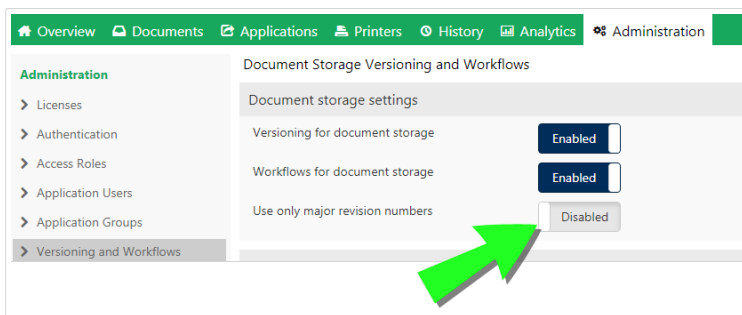 Overview Documents Applications Printers History Analytics Administration
Administration
Licenses
Authentication
Access Roles
Application Users
Application Groups
Versioning and Workflows
Document Storage Versioning and Workflows
Document storage settings
Versioning for document storage Enabled
Workflows for document storage Enabled
Use only major revision numbers Disabled